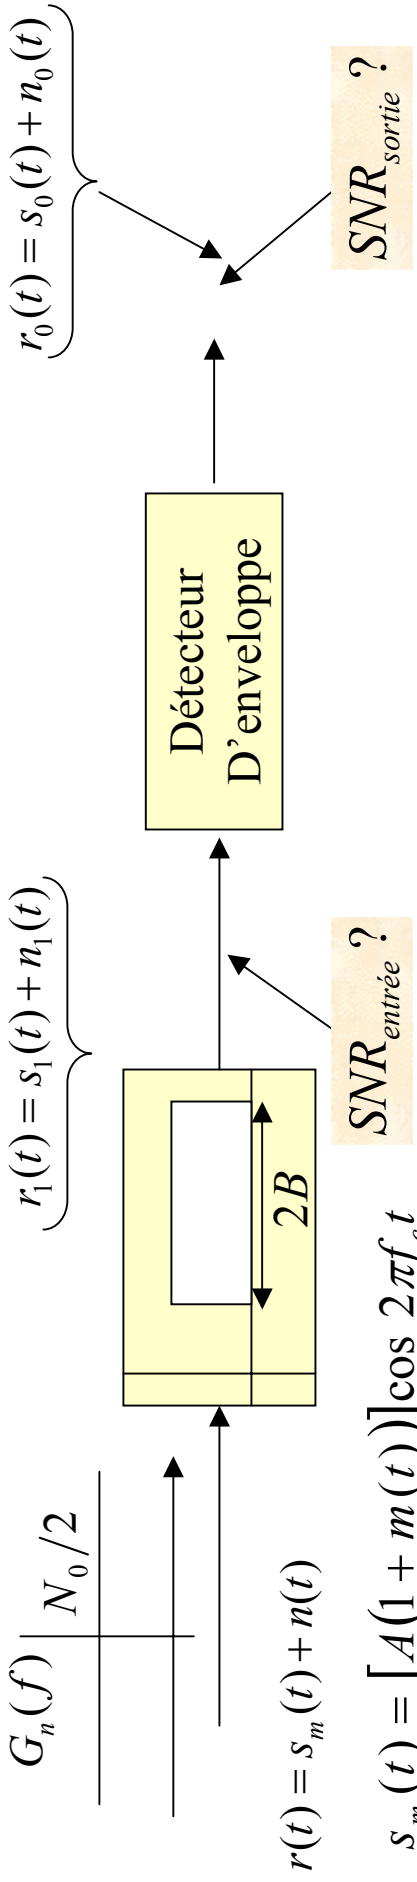 G_n(f)
N_0/2
r(t) = s_m(t) + n(t)
s_m(t) = [A(1 + m(t))]cos 2πf_c t
r_1(t) = s_1(t) + n_1(t)
2B
SNR_entrée ?
Détecteur
D'enveloppe
r_0(t) = s_0(t) + n_0(t)
SNR_sortie ?